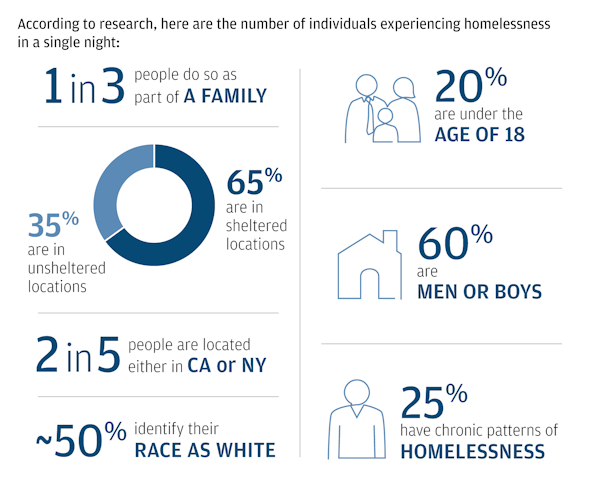 According to research, here are the number of individuals experiencing homelessness
in a single night:
1 in 3 people do so as
part of A FAMILY
65%
are in
sheltered
locations
35%
are in
unsheltered
locations
2 in 5 people are located
either in CA or NY
~50% identify their
RACE AS WHITE
20%
are under the
AGE OF 18
60%
are
MEN OR BOYS
25%
have chronic patterns of
HOMELESSNESS